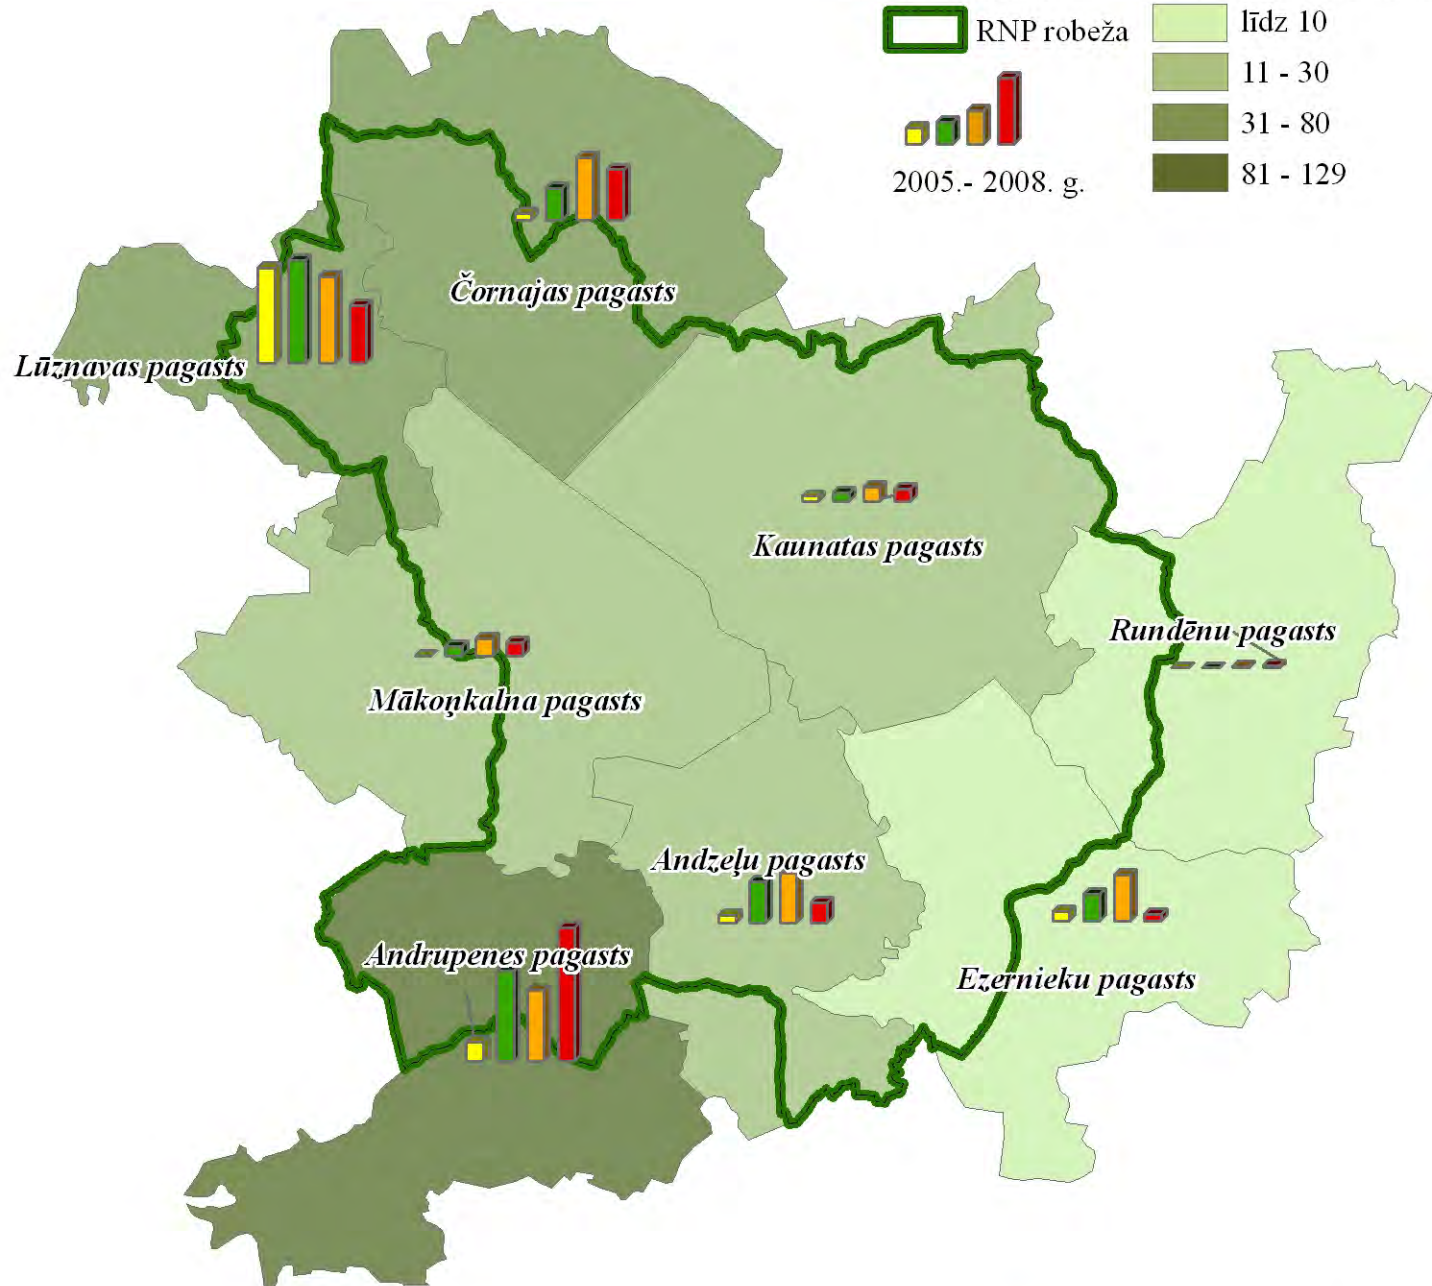 RNP robeža
2005.- 2008. g.
līdz 10
11 - 30
31 - 80
81 - 129
Čornajas pagasts
Lūznavas pagasts
Kaunatas pagasts
Rundēnu pagasts
Mākoņkalna pagasts
Andzeļu pagasts
Andrupenes pagasts
Ezernieku pagasts